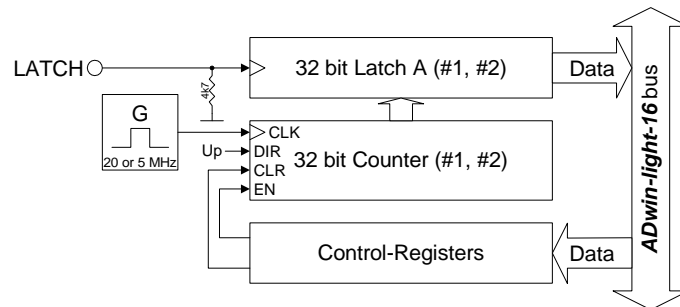 LATCH
4k7
32 bit Latch A (#1, #2)
Data
G
20 or 5 MHz
Up
CLK
DIR
CLR
EN
32 bit Counter (#1, #2)
Control-Registers
Data
ADwin-light-16 bus